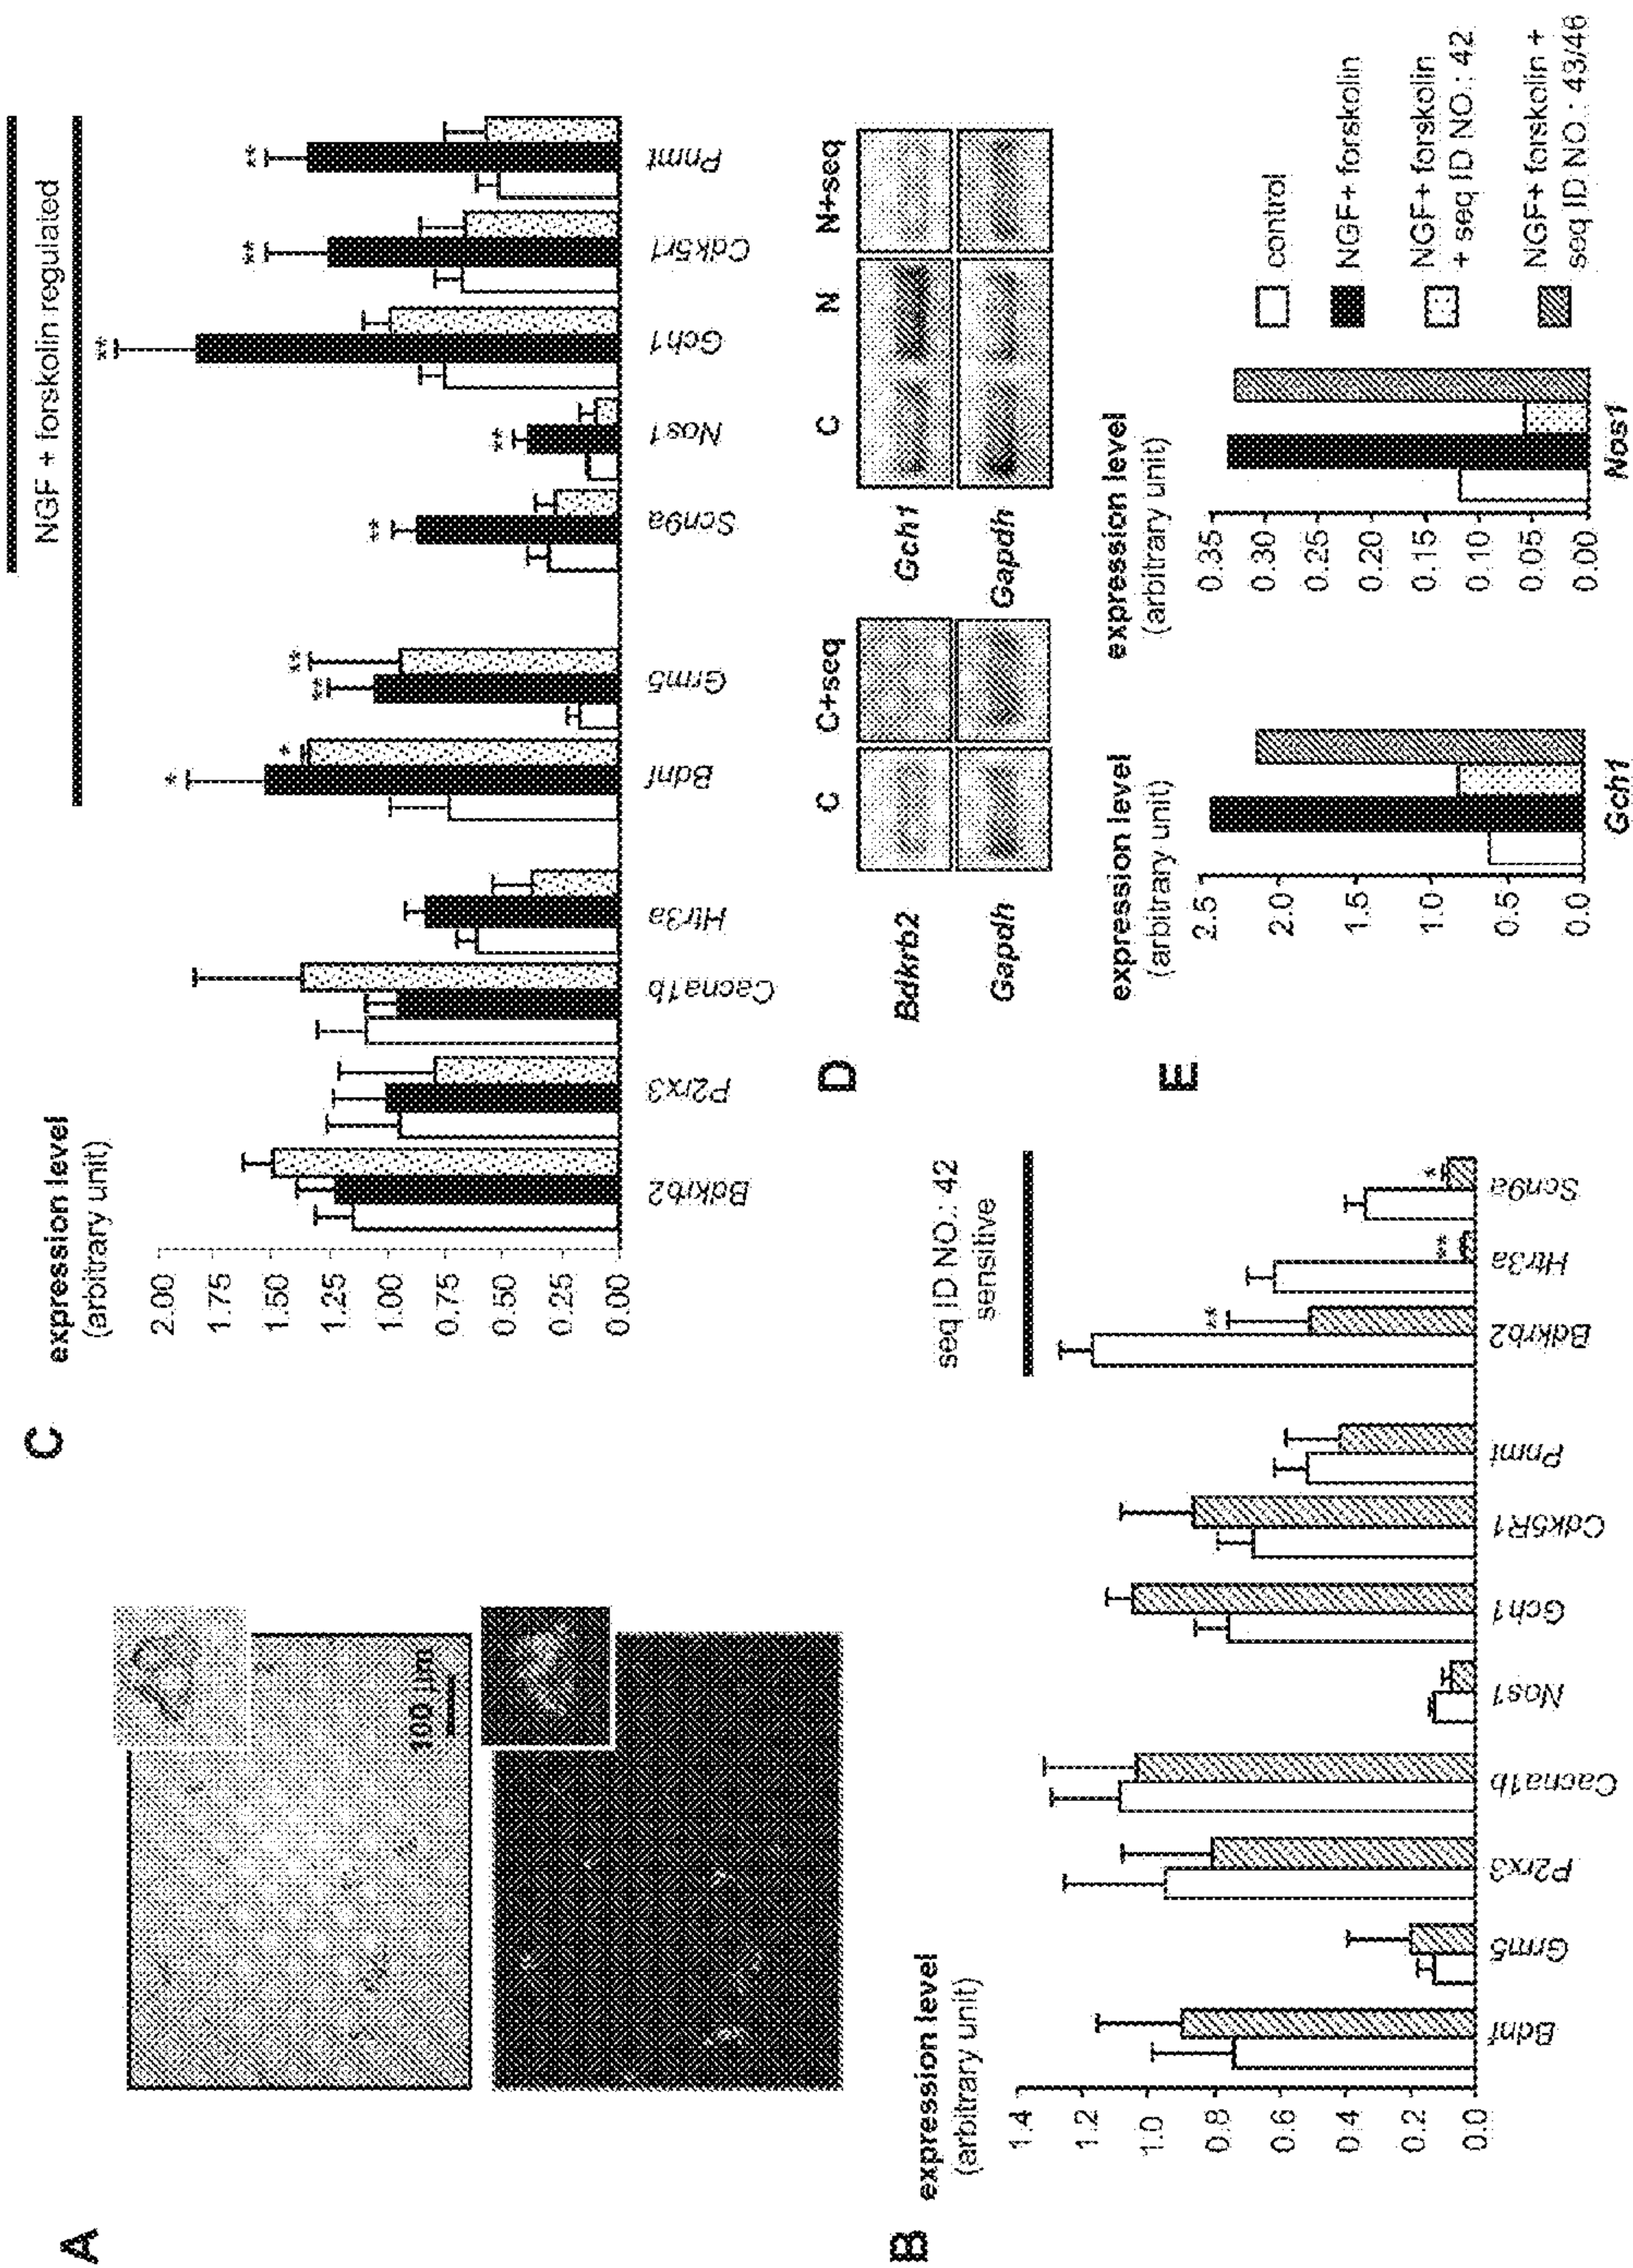 A
100 µm
B
expression level
(arbitrary unit)
1.4
1.2
1.0
0.8
0.6
0.4
0.2
0.0
seq ID NO.: 42
sensitive
*
**
**
Bdnf
Grm5
P2rx3
Cacna1b
Nos1
Gch1
Cdk5R1
Pnmt
Bdkrb2
Htr3a
Scn9a
C
expression level
(arbitrary unit)
NGF + forskolin regulated
2.00
1.75
1.50
1.25
1.00
0.75
0.50
0.25
0.00
*
*
**
**
**
**
**
**
**
Bdkrb2
P2rx3
Cacna1b
Htr3a
Bdnf
Grm5
Scn9a
Nos1
Gch1
Cdk5r1
Pnmt
D
C C+seq
Bdkrb2
Gapdh
C N N+seq
Gch1
Gapdh
E
expression level
(arbitrary unit)
2.5
2.0
1.5
1.0
0.5
0.0
Gch1
expression level
(arbitrary unit)
0.35
0.30
0.25
0.20
0.15
0.10
0.05
0.00
Nos1
control
NGF+ forskolin
NGF+ forskolin
+ seq ID NO.: 42
NGF+ forskolin +
seq ID NO.: 43/46